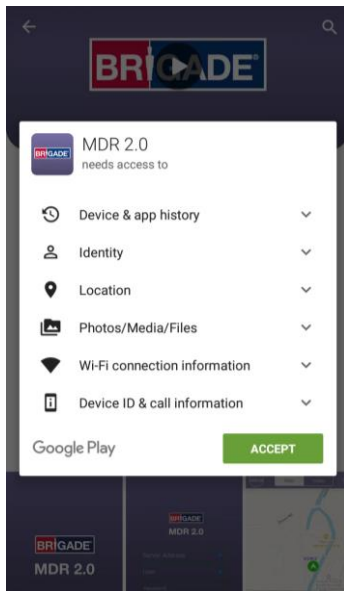 BRIGADE
BRIGADE
MDR 2.0
needs access to
Device & app history
Identity
Location
Photos/Media/Files
Wi-Fi connection information
Device ID & call information
Google Play
ACCEPT
BRIGADE
MDR 2.0
BRIGADE
MDR 2.0